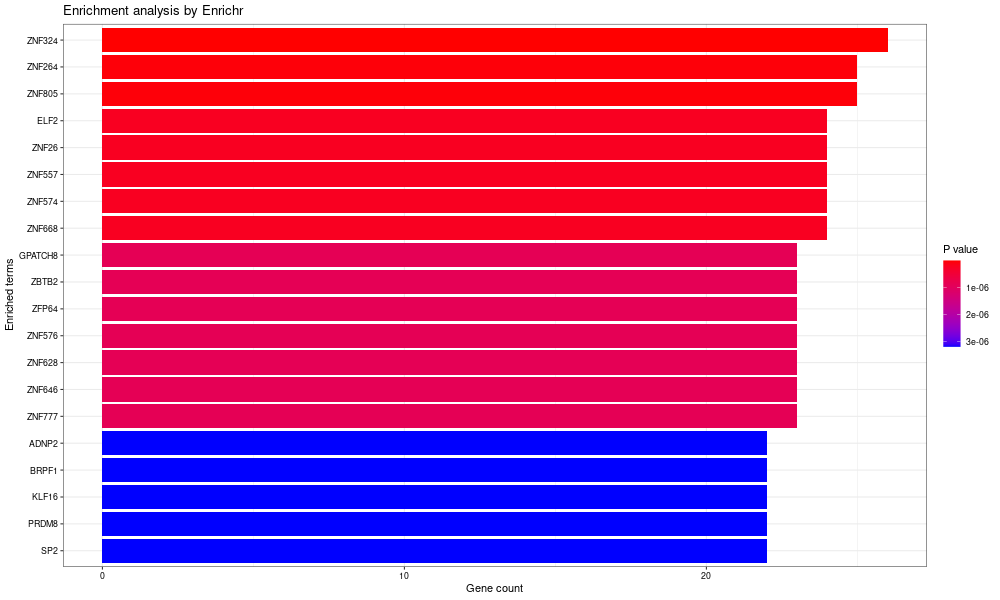 Enrichment analysis by Enrichr
ZNF324
ZNF264
ZNF805
ELF2
ZNF26
ZNF557
ZNF574
ZNF668
GPATCH8
ZBTB2
ZFP64
ZNF576
ZNF628
ZNF646
ZNF777
ADNP2
BRPF1
KLF16
PRDM8
SP2
Enriched terms
0
10
20
Gene count
P value
1e-06
2e-06
3e-06